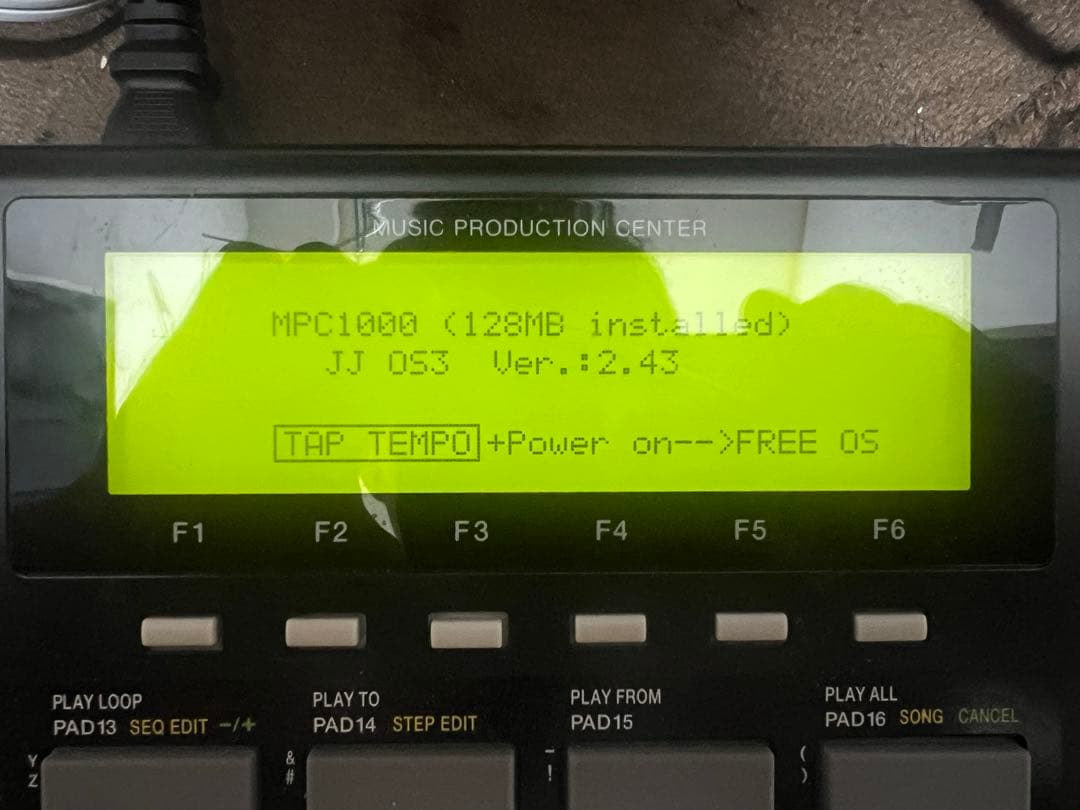 MUSIC PRODUCTION CENTER
MPC1000 (128MB installed)
JJ OS3 Ver.:2.43
TAP TEMPO+Power on-->FREE OS
F1 F2 F3 F4 F5 F6
PLAY LOOP PLAY TO PLAY FROM PLAY ALL
PAD13 SEQ EDIT -/+ PAD14 STEP EDIT PAD15 PAD16 SONG CANCEL
Y & - (
Z # ! )